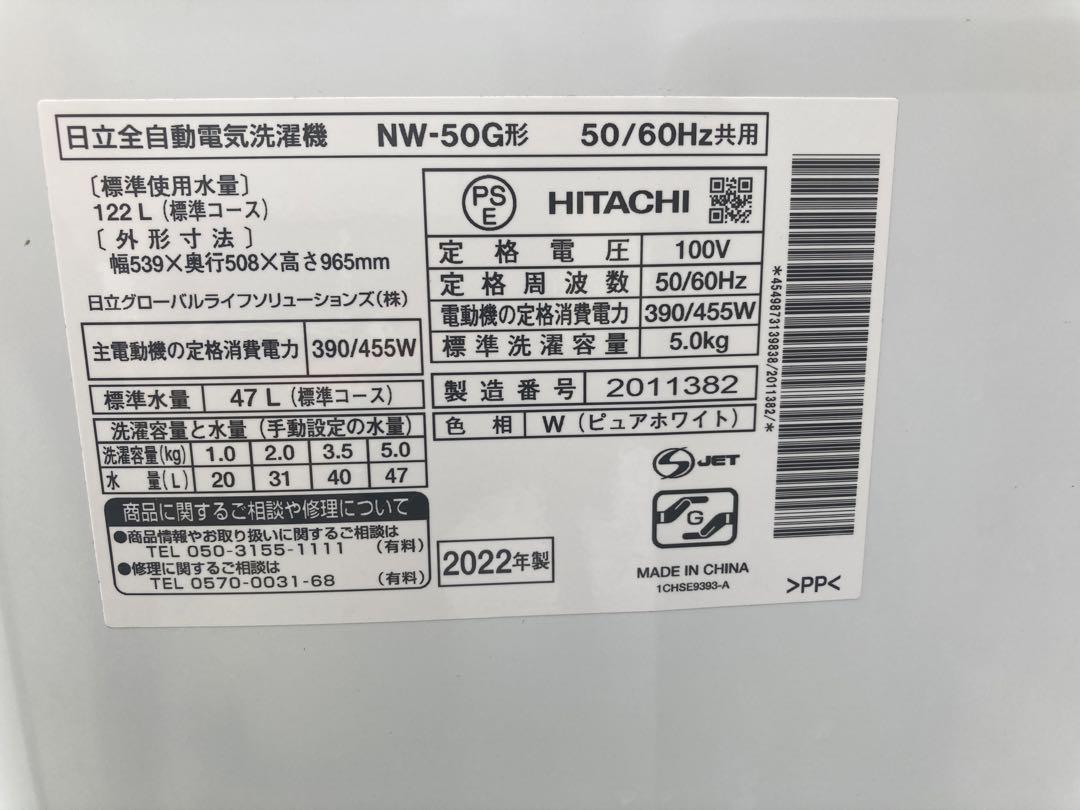 日立全自動電気洗濯機 NW-50G形 50/60Hz共用
〔標準使用水量〕
122 L (標準コース)
〔外形寸法〕
幅539×奥行508×高さ965mm
日立グローバルライフソリューションズ(株)
主電動機の定格消費電力 390/455W
標準水量 47 L (標準コース)
洗濯容量と水量 (手動設定の水量)
洗濯容量(kg) 1.0 2.0 3.5 5.0
水量(L) 20 31 40 47
商品に関するご相談や修理について
●商品情報やお取り扱いに関するご相談は
TEL 050-3155-1111 (有料)
●修理に関するご相談は
TEL 0570-0031-68 (有料)
PS
E
HITACHI
定格電圧 100V
定格周波数 50/60Hz
電動機の定格消費電力 390/455W
標準洗濯容量 5.0kg
製造番号 2011382
色相 W (ピュアホワイト)
S JET
G
2022年製
MADE IN CHINA
1CHSE9393-A
>PP<
*4549873139838/2011382/*